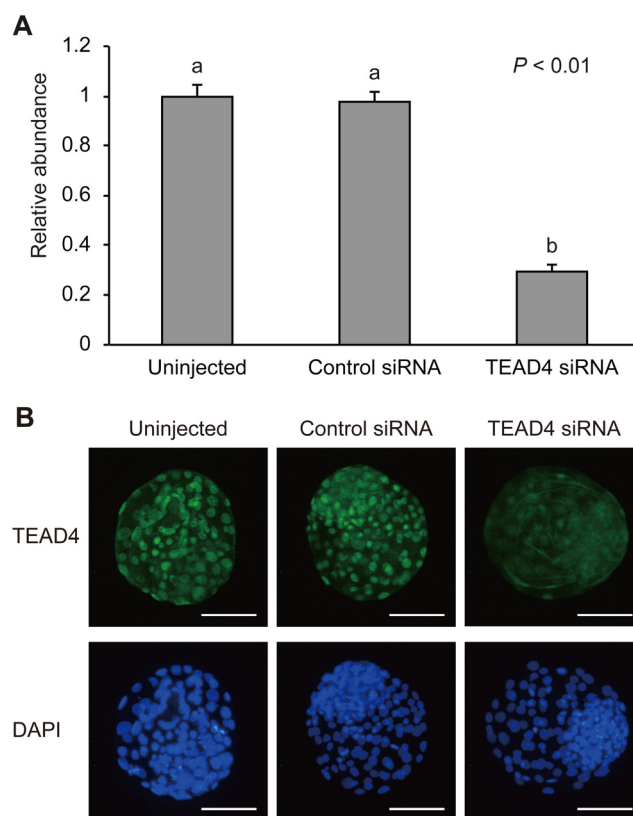 A
1.2
1
0.8
0.6
0.4
0.2
0
Relative abundance
a
a
b
P < 0.01
Uninjected
Control siRNA
TEAD4 siRNA
B
Uninjected
Control siRNA
TEAD4 siRNA
TEAD4
DAPI